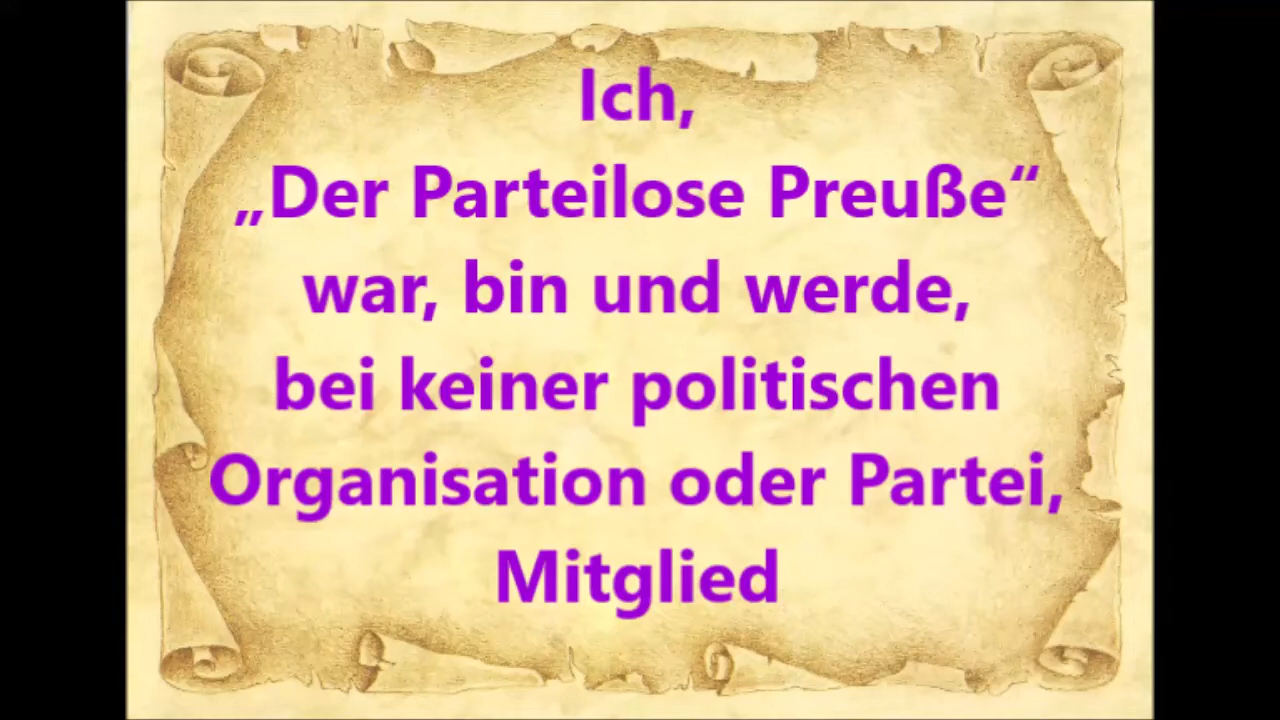 Ich,
„Der Parteilose Preuße“
war, bin und werde,
bei keiner politischen
Organisation oder Partei,
Mitglied